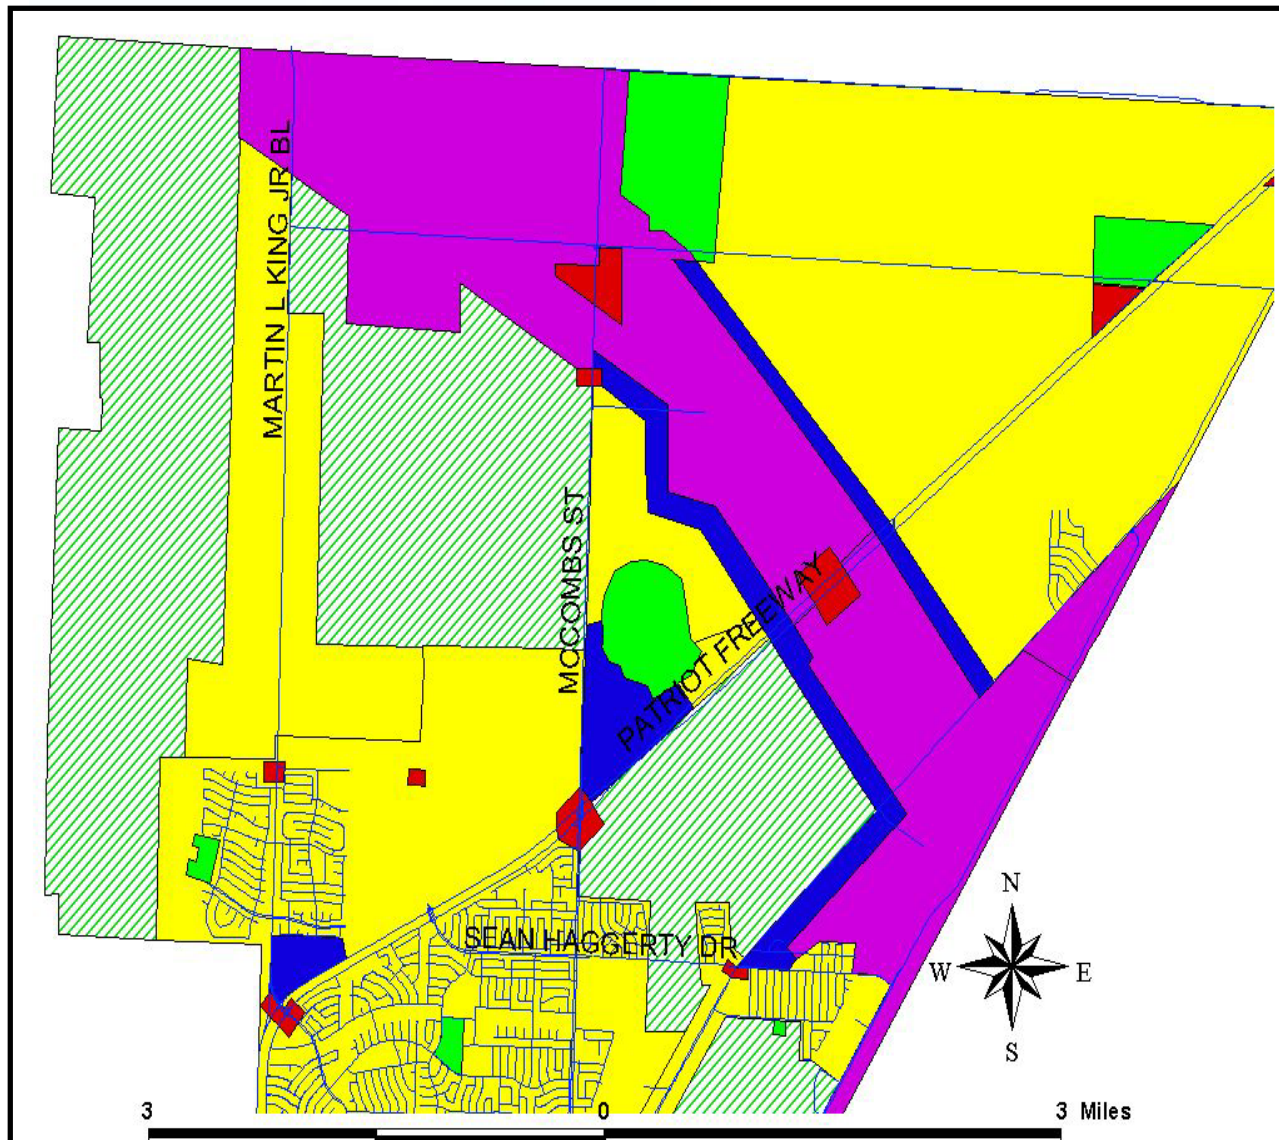 MARTIN L KING JR BL
MCCOMBS ST
PATRIOT FREEWAY
SEAN HAGGERTY DR
N
W
E
S
3
0
3 Miles